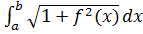 ∫_a^b √(1+f²(x)) dx